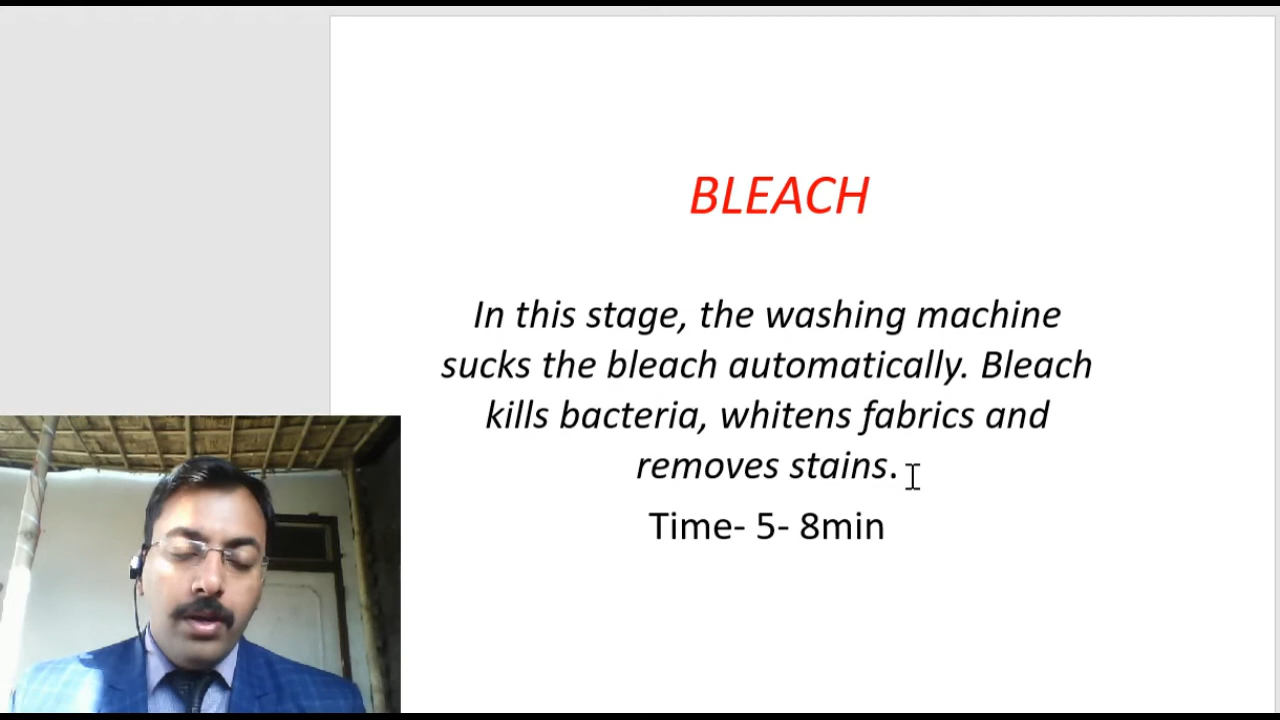 BLEACH
In this stage, the washing machine
sucks the bleach automatically. Bleach
kills bacteria, whitens fabrics and
removes stains.
Time- 5- 8min